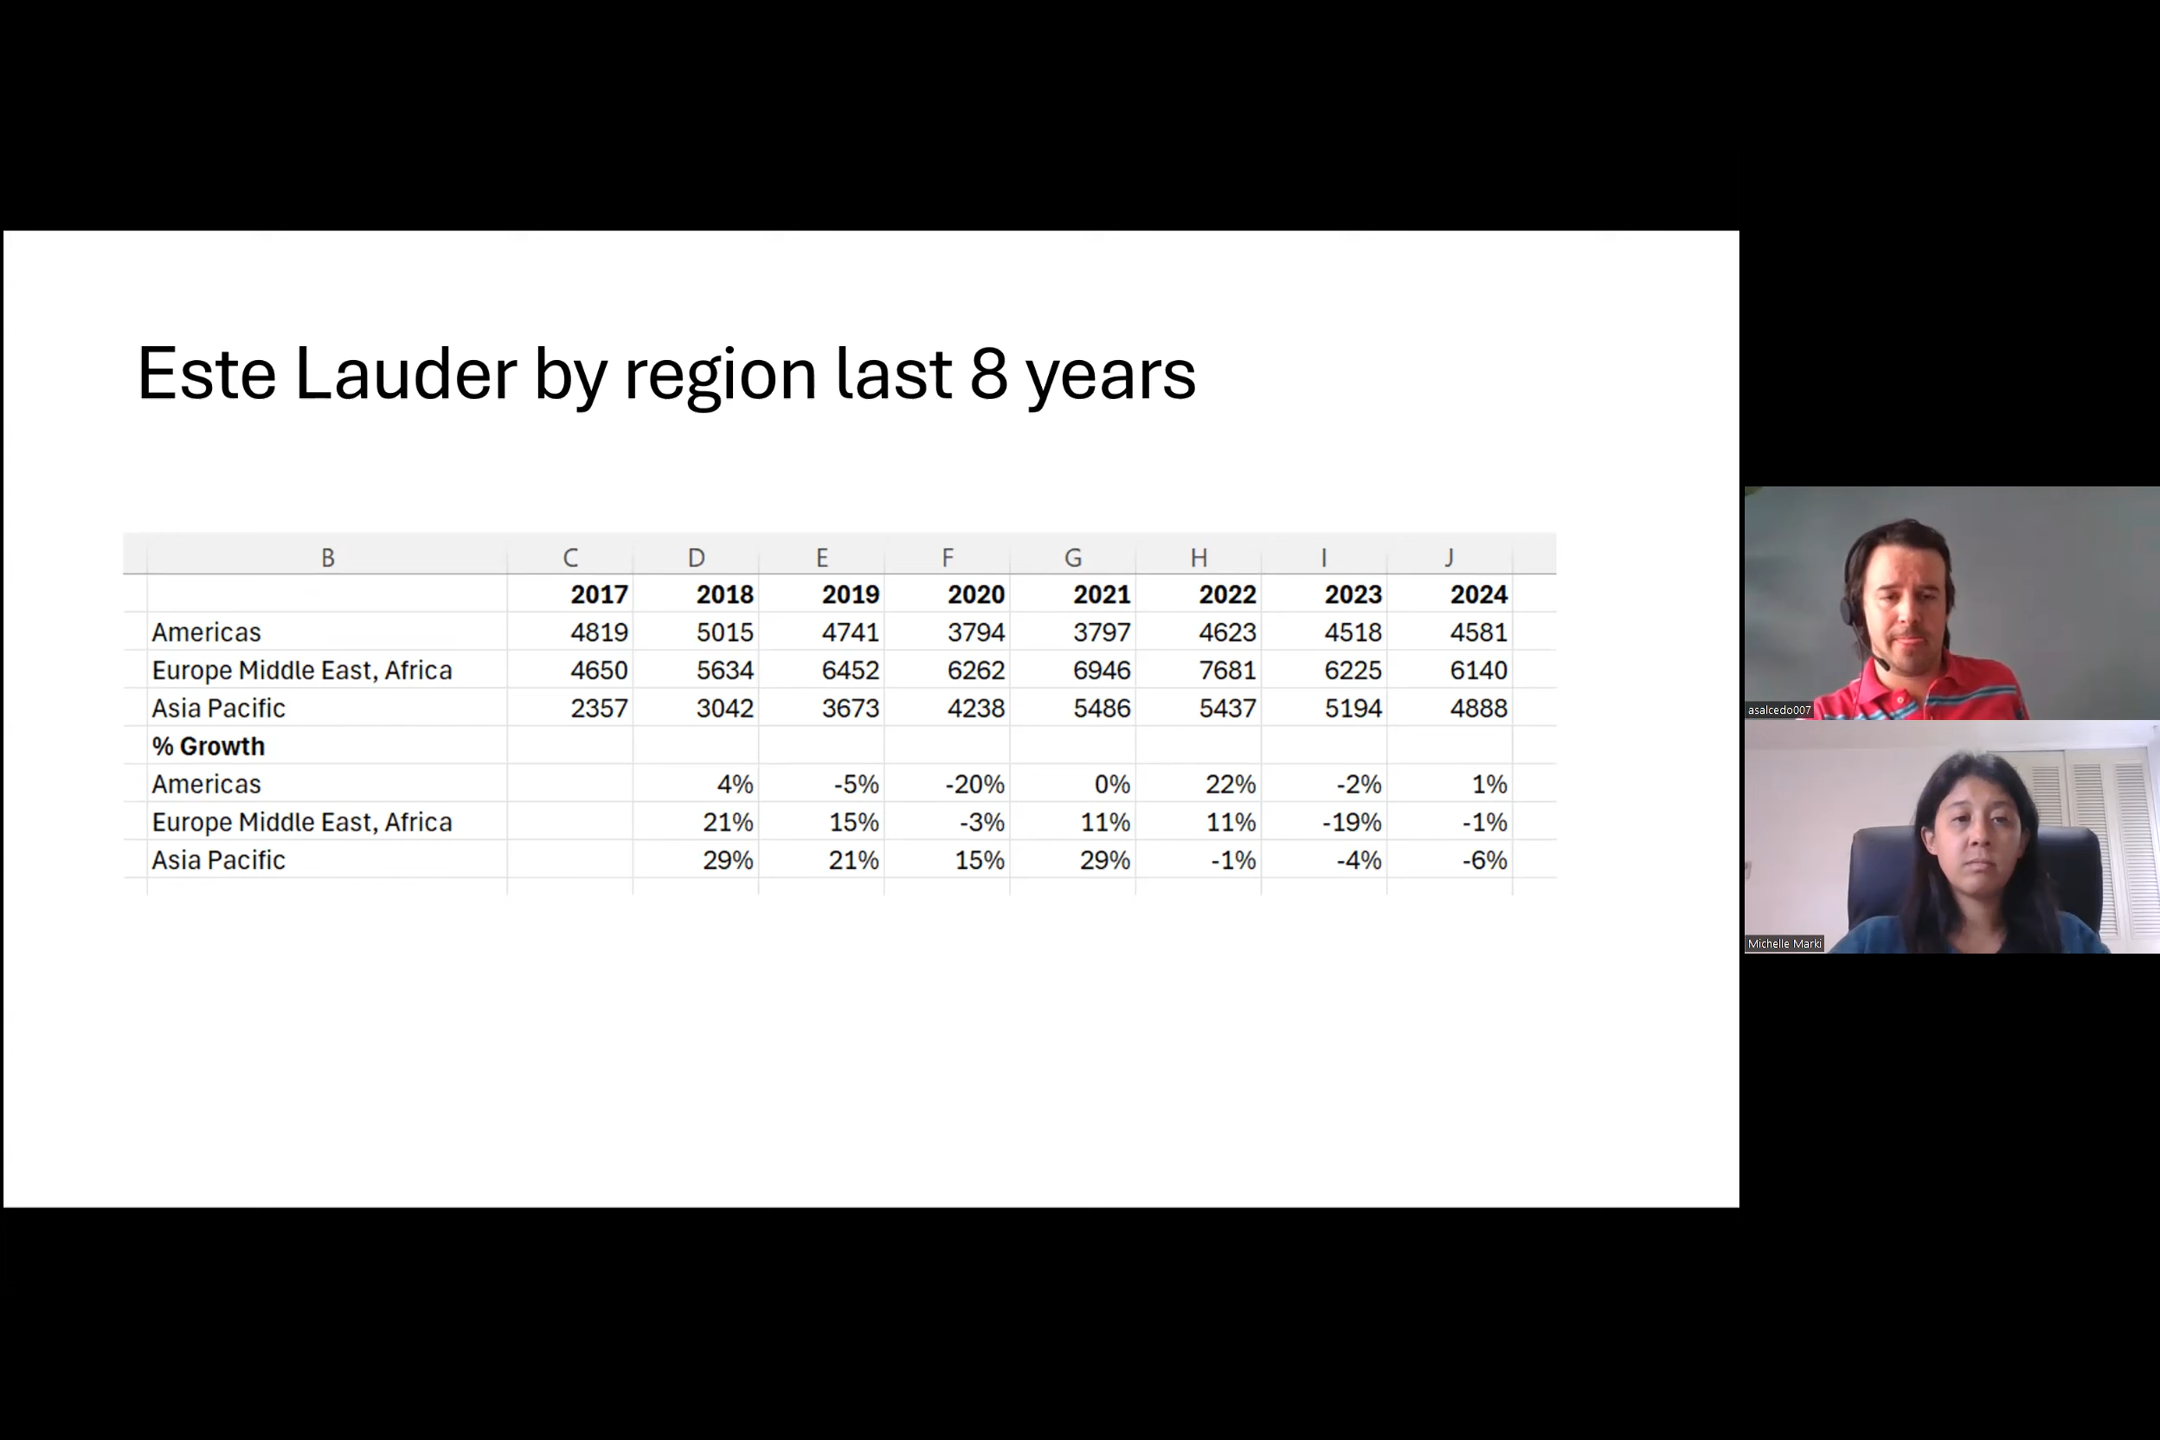 Este Lauder by region last 8 years
B C D E F G H I J
2017 2018 2019 2020 2021 2022 2023 2024
Americas 4819 5015 4741 3794 3797 4623 4518 4581
Europe Middle East, Africa 4650 5634 6452 6262 6946 7681 6225 6140
Asia Pacific 2357 3042 3673 4238 5486 5437 5194 4888
% Growth
Americas 4% -5% -20% 0% 22% -2% 1%
Europe Middle East, Africa 21% 15% -3% 11% 11% -19% -1%
Asia Pacific 29% 21% 15% 29% -1% -4% -6%
asalcedo007
Michelle Marki